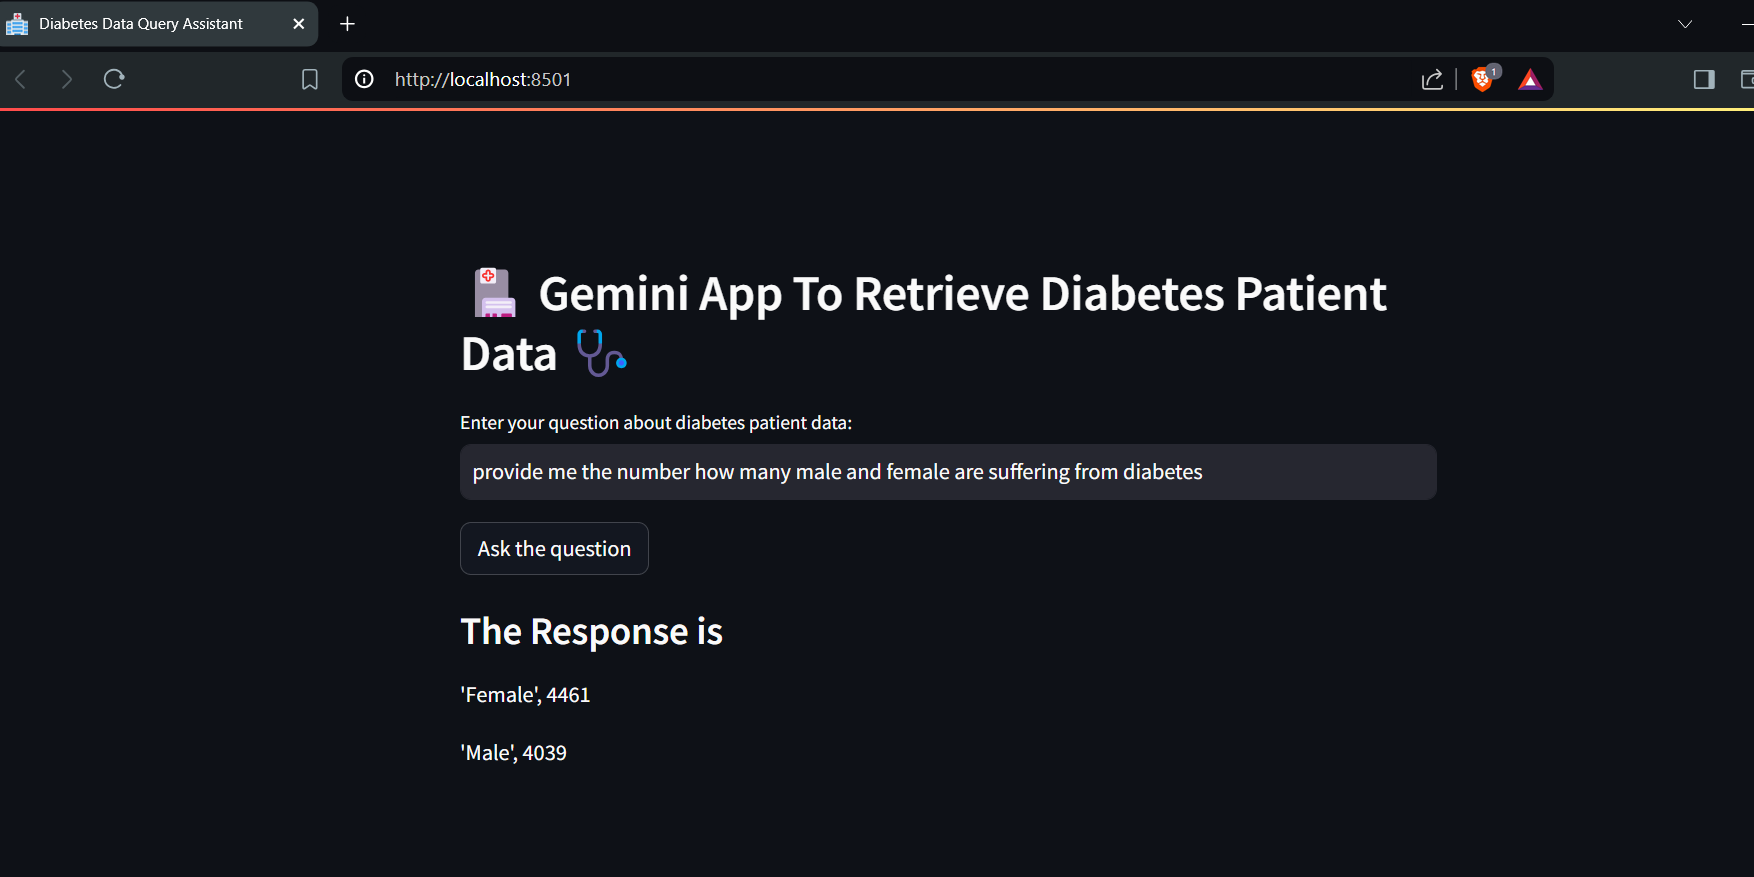 Diabetes Data Query Assistant
http://localhost:8501
1
Gemini App To Retrieve Diabetes Patient
Data
Enter your question about diabetes patient data:
provide me the number how many male and female are suffering from diabetes
Ask the question
The Response is
'Female', 4461
'Male', 4039